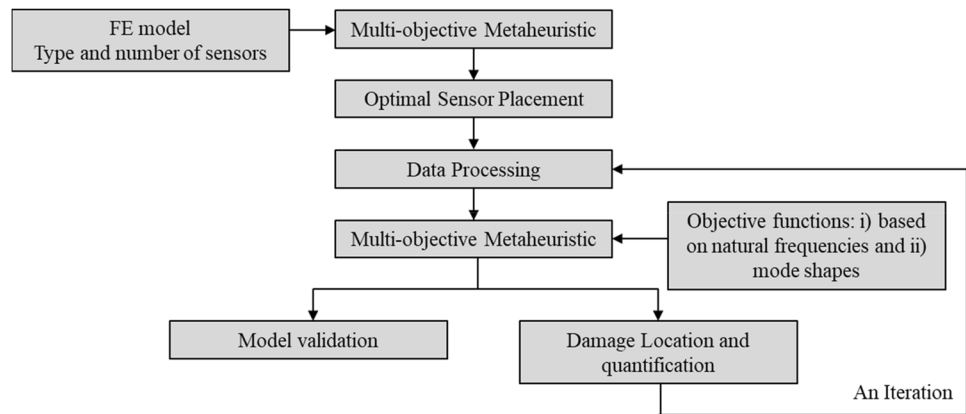 FE model
Type and number of sensors
Multi-objective Metaheuristic
Optimal Sensor Placement
Data Processing
Multi-objective Metaheuristic
Objective functions: i) based
on natural frequencies and ii)
mode shapes
Model validation
Damage Location and
quantification
An Iteration